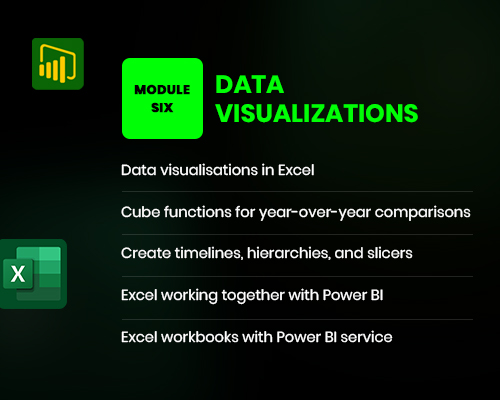 MODULE
SIX
DATA
VISUALIZATIONS
Data visualisations in Excel
Cube functions for year-over-year comparisons
Create timelines, hierarchies, and slicers
Excel working together with Power BI
X
Excel workbooks with Power BI service